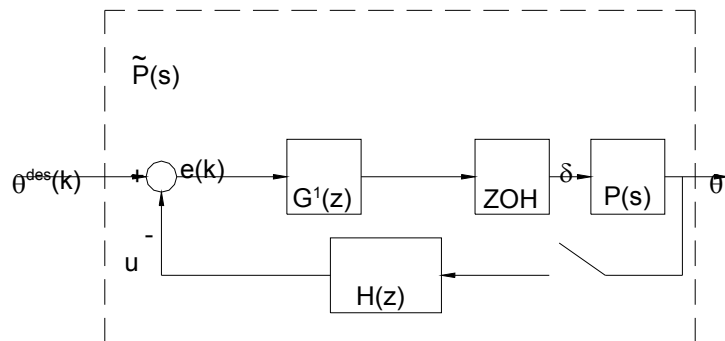 P̃(s)
θdes(k)
+
e(k)
G¹(z)
ZOH
δ
P(s)
θ
-
u
H(z)